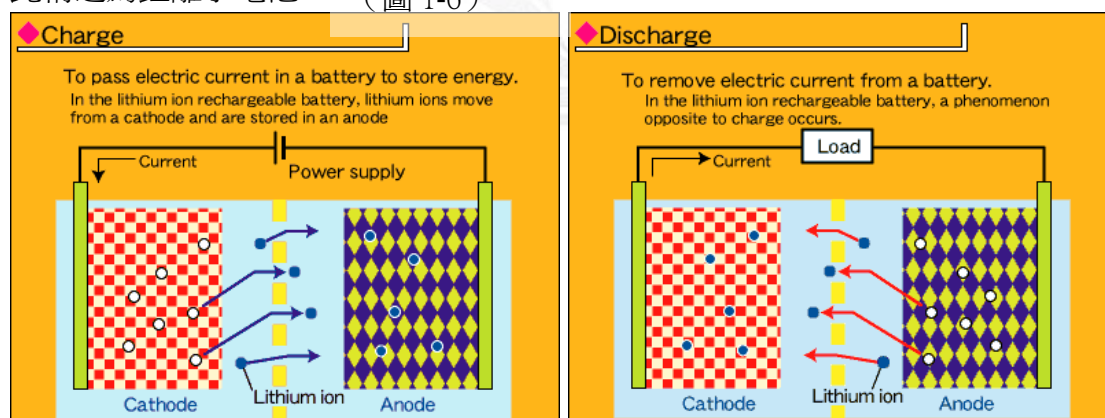 （圖 1-6）
Charge
To pass electric current in a battery to store energy.
In the lithium ion rechargeable battery, lithium ions move
from a cathode and are stored in an anode
Current
Power supply
Cathode
Lithium ion
Anode
Discharge
To remove electric current from a battery.
In the lithium ion rechargeable battery, a phenomenon
opposite to charge occurs.
Current
Load
Cathode
Lithium ion
Anode